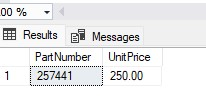 00 %
Results Messages
PartNumber UnitPrice
1 257441 250.00